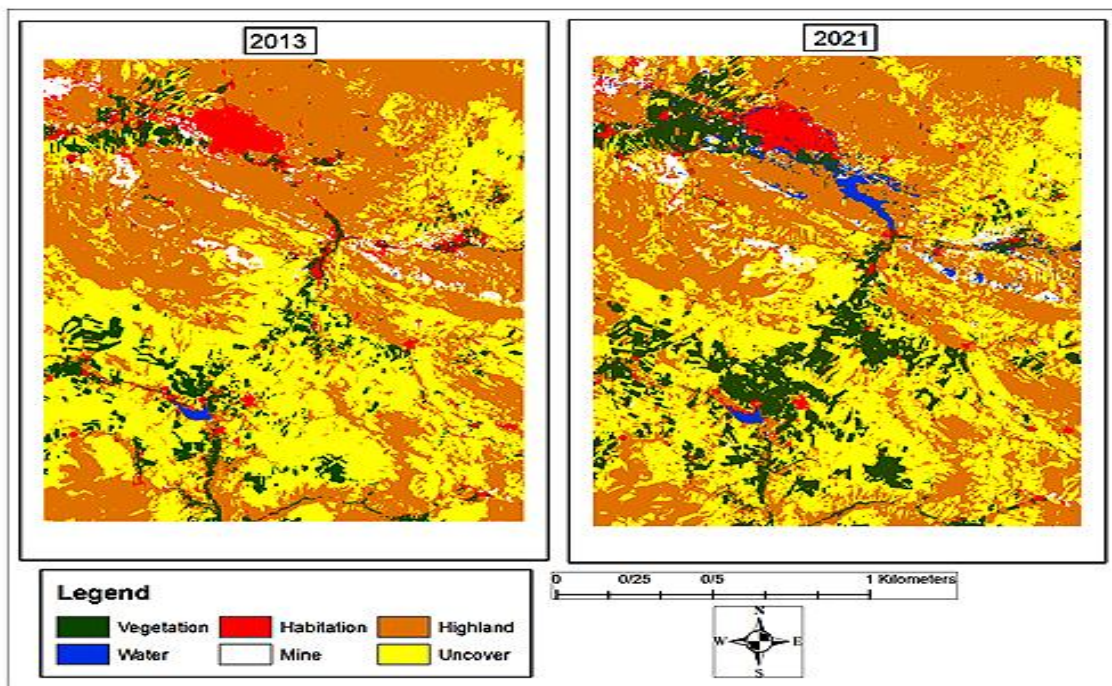 2013
2021
Legend
Vegetation
Habitation
Highland
Water
Mine
Uncover
0 0/25 0/5 1 Kilometers
N
W E
S